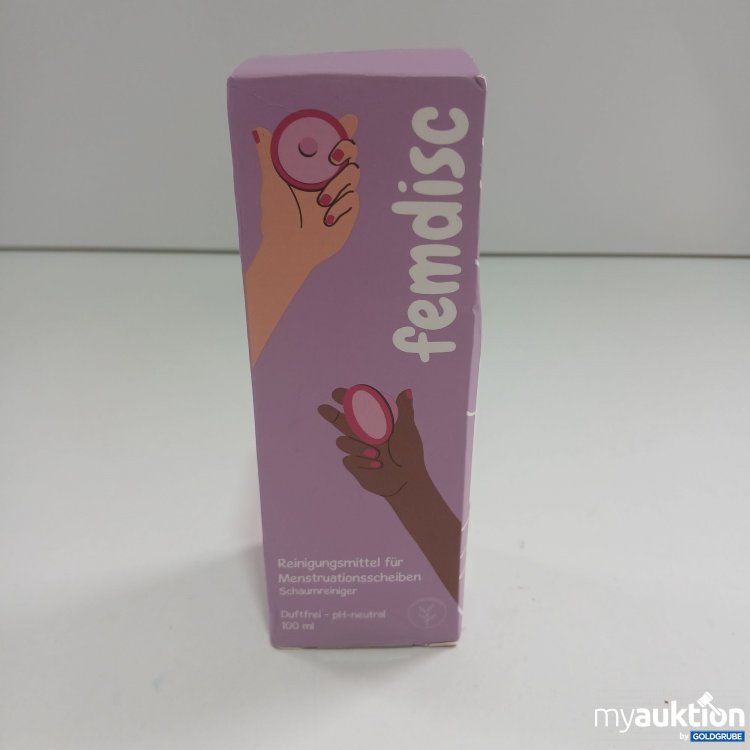 femdisc
Reinigungsmittel für
Menstruationsscheiben
Schaumreiniger
Duftfrei - pH-neutral
100 ml
myauktion
by GOLDGRUBE